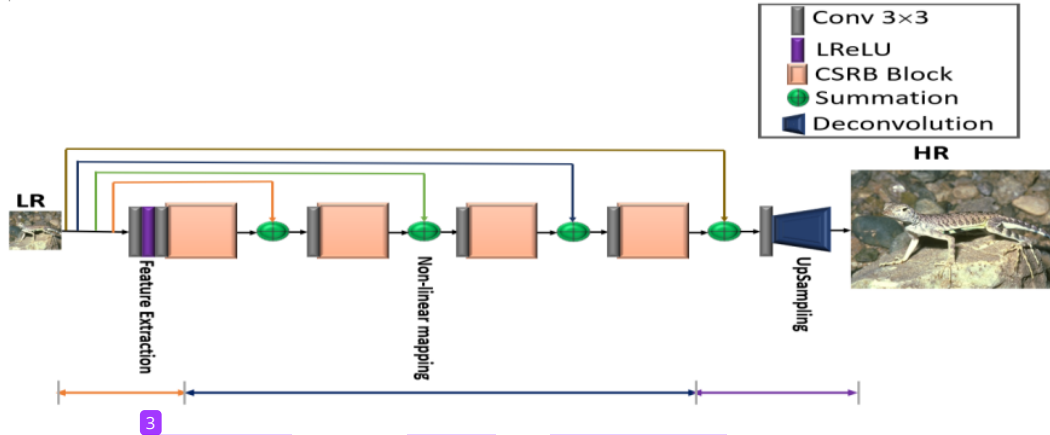 Conv 3×3
LReLU
CSRB Block
Summation
Deconvolution
HR
LR
Feature Extraction
Non-linear mapping
UpSampling
3